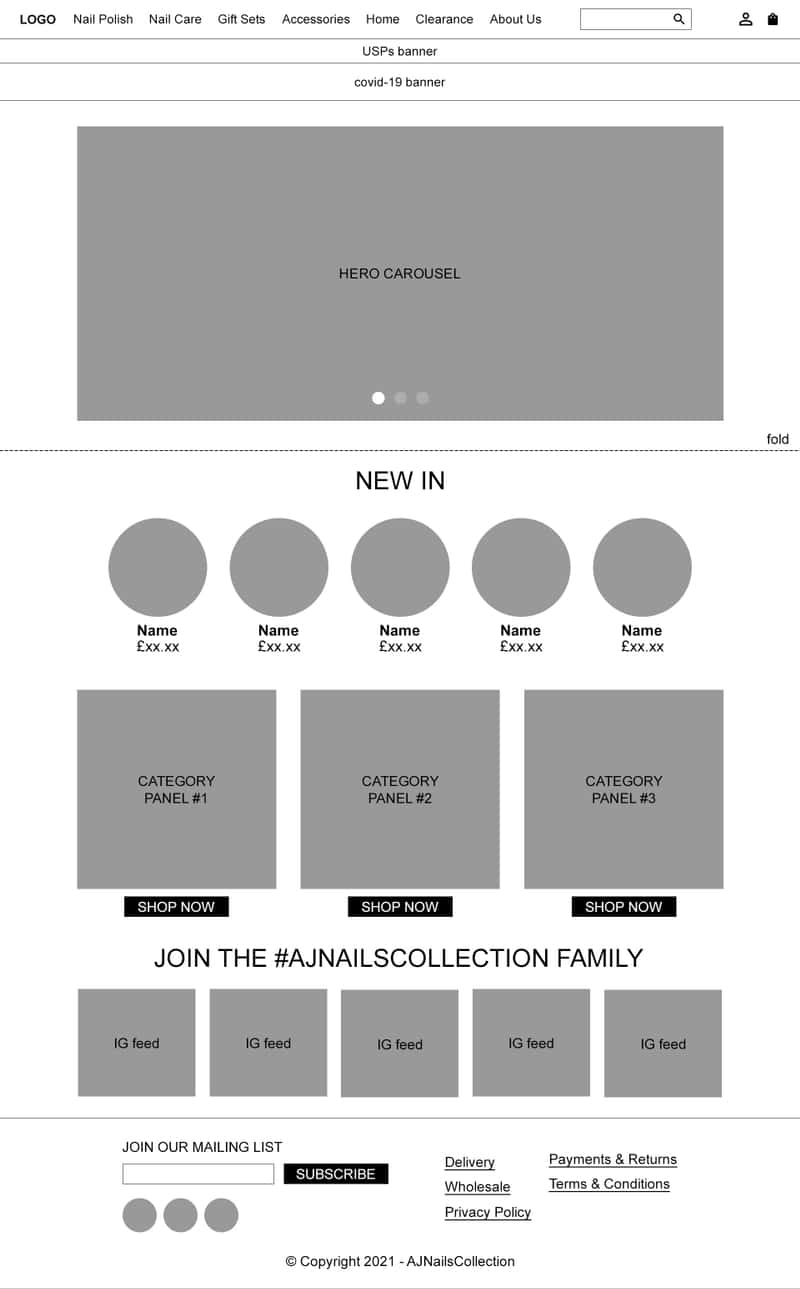 LOGO Nail Polish Nail Care Gift Sets Accessories Home Clearance About Us
USPs banner
covid-19 banner
HERO CAROUSEL
fold
NEW IN
Name Name Name Name Name
£xx.xx £xx.xx £xx.xx £xx.xx £xx.xx
CATEGORY
PANEL #1
CATEGORY
PANEL #2
CATEGORY
PANEL #3
SHOP NOW SHOP NOW SHOP NOW
JOIN THE #AJNAILSCOLLECTION FAMILY
IG feed IG feed IG feed IG feed IG feed
JOIN OUR MAILING LIST
SUBSCRIBE
Delivery
Wholesale
Privacy Policy
Payments & Returns
Terms & Conditions
© Copyright 2021 - AJNailsCollection